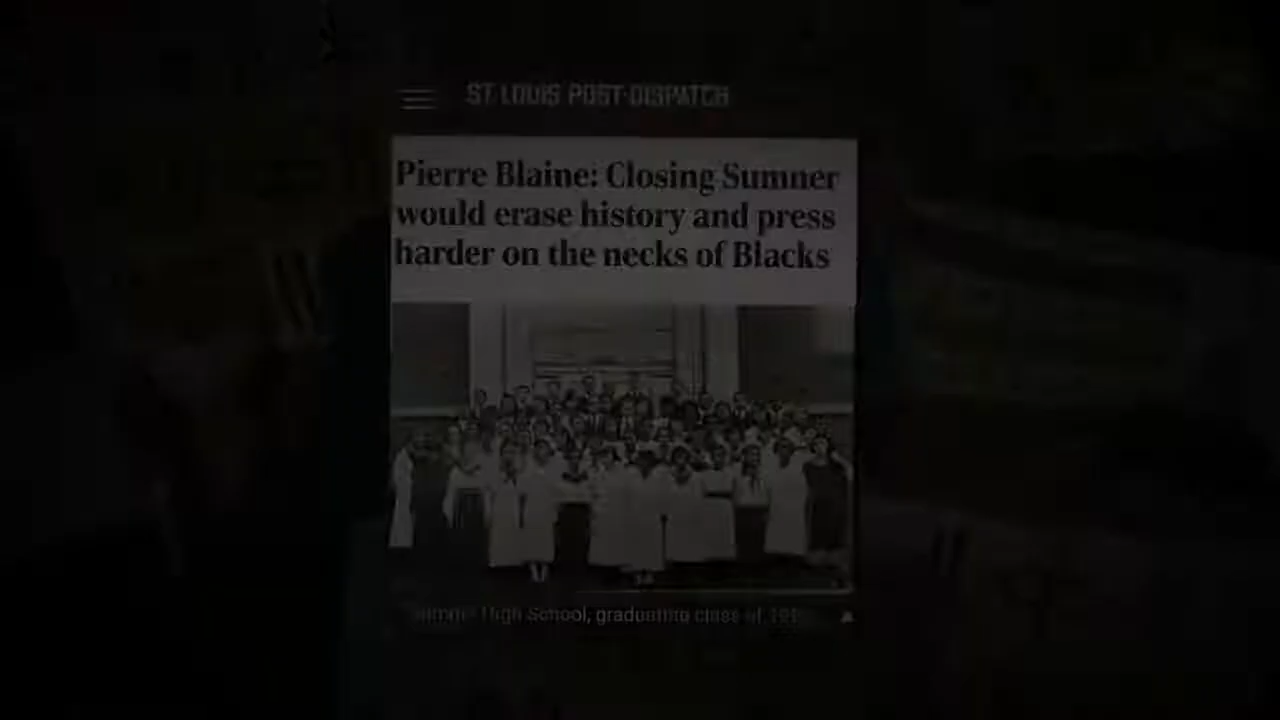 ST. LOUIS POST-DISPATCH
Pierre Blaine: Closing Sumner
would erase history and press
harder on the necks of Blacks
High School, graduating class of